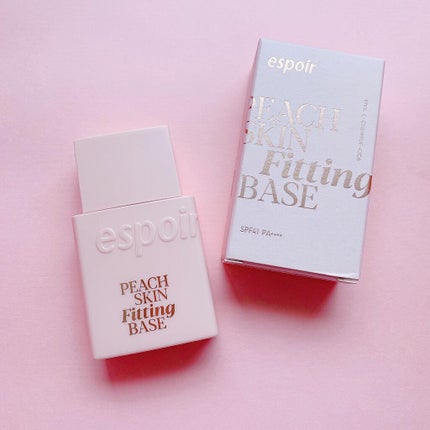 espoir
PEACH
SKIN
Fitting
BASE
espoir
PEACH
SKIN
Fitting
BASE
SPF41 PA++++